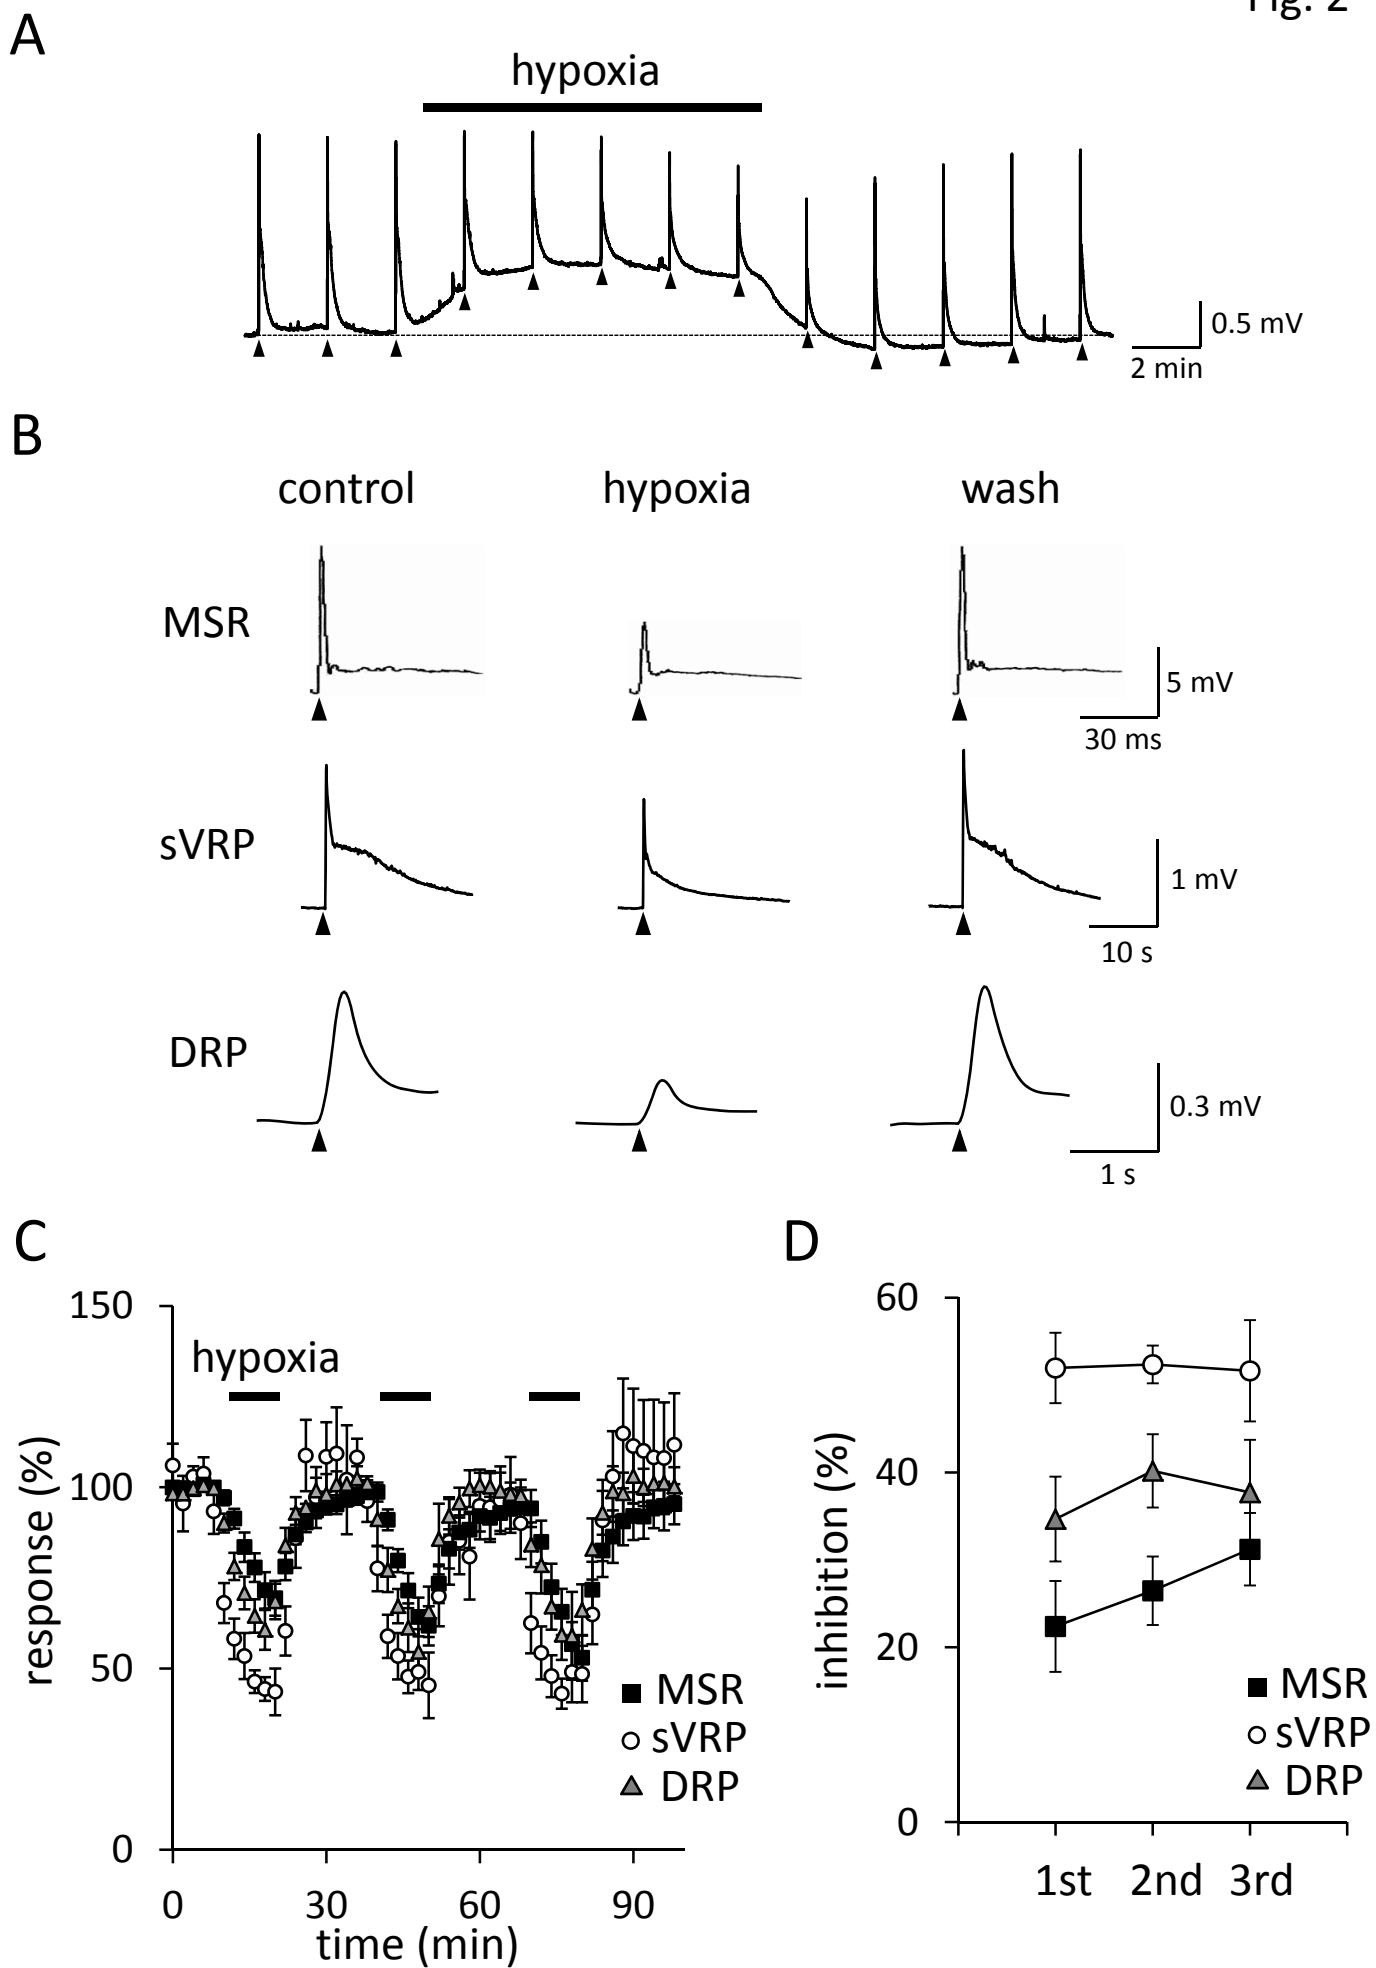 Fig. 2
A
hypoxia
0.5 mV
2 min
B
control hypoxia wash
MSR
5 mV
30 ms
sVRP
1 mV
10 s
DRP
0.3 mV
1 s
C
150
hypoxia
100
50
0
response (%)
MSR
sVRP
DRP
0 30 60 90
time (min)
D
60
40
20
0
inhibition (%)
MSR
sVRP
DRP
1st 2nd 3rd